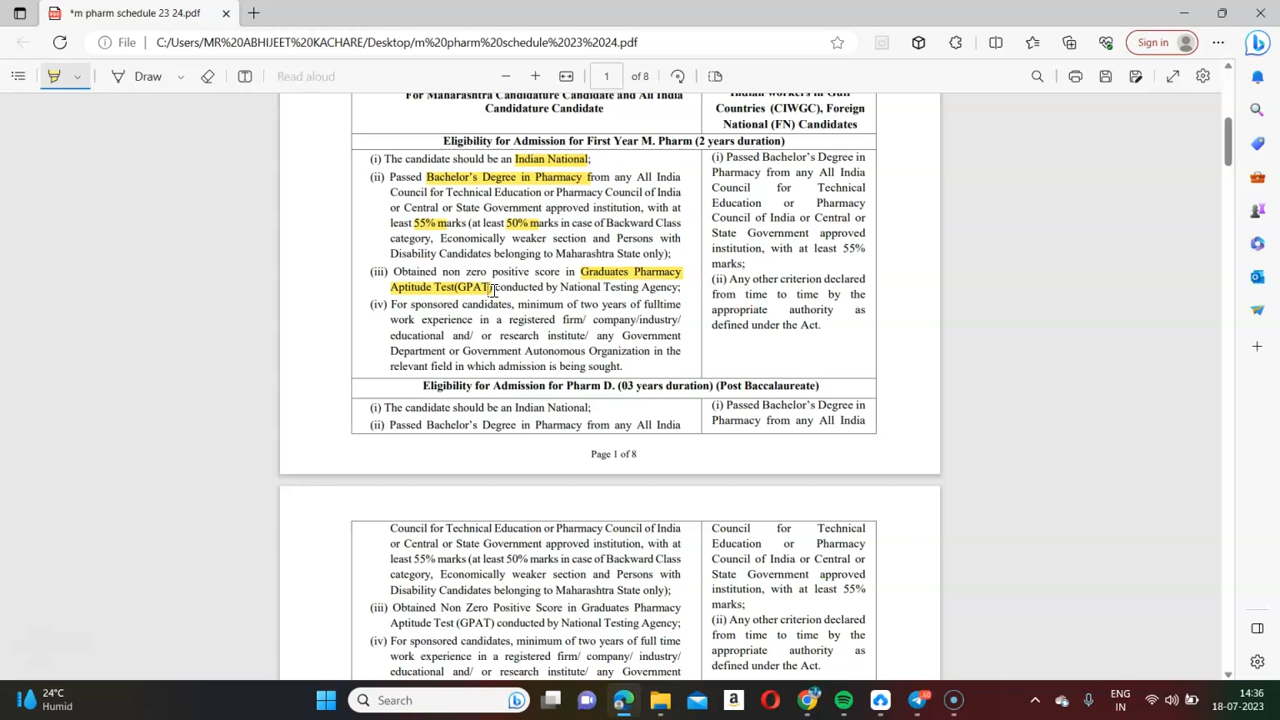 *m pharm schedule 23 24.pdf
File
C:/Users/MR%20ABHIJEET%20KACHARE/Desktop/m%20pharm%20schedule%2023%2024.pdf
Sign in
Draw
Read aloud
1 of 8
For Maharashtra Candidature Candidate and All India
Candidature Candidate
Indian Workers in Gulf
Countries (CIWGC), Foreign
National (FN) Candidates
Eligibility for Admission for First Year M. Pharm (2 years duration)
(i) The candidate should be an Indian National;
(ii) Passed Bachelor's Degree in Pharmacy from any All India
Council for Technical Education or Pharmacy Council of India
or Central or State Government approved institution, with at
least 55% marks (at least 50% marks in case of Backward Class
category, Economically weaker section and Persons with
Disability Candidates belonging to Maharashtra State only);
(iii) Obtained non zero positive score in Graduates Pharmacy
Aptitude Test(GPAT) conducted by National Testing Agency;
(iv) For sponsored candidates, minimum of two years of fulltime
work experience in a registered firm/ company/industry/
educational and/ or research institute/ any Government
Department or Government Autonomous Organization in the
relevant field in which admission is being sought.
(i) Passed Bachelor's Degree in
Pharmacy from any All India
Council for Technical
Education or Pharmacy
Council of India or Central or
State Government approved
institution, with at least 55%
marks;
(ii) Any other criterion declared
from time to time by the
appropriate authority as
defined under the Act.
Eligibility for Admission for Pharm D. (03 years duration) (Post Baccalaureate)
(i) The candidate should be an Indian National;
(ii) Passed Bachelor's Degree in Pharmacy from any All India
(i) Passed Bachelor's Degree in
Pharmacy from any All India
Page 1 of 8
Council for Technical Education or Pharmacy Council of India
or Central or State Government approved institution, with at
least 55% marks (at least 50% marks in case of Backward Class
category, Economically weaker section and Persons with
Disability Candidates belonging to Maharashtra State only);
(iii) Obtained Non Zero Positive Score in Graduates Pharmacy
Aptitude Test (GPAT) conducted by National Testing Agency;
(iv) For sponsored candidates, minimum of two years of full time
work experience in a registered firm/ company/ industry/
educational and/ or research institute/ any Government
Council for Technical
Education or Pharmacy
Council of India or Central or
State Government approved
institution, with at least 55%
marks;
(ii) Any other criterion declared
from time to time by the
appropriate authority as
defined under the Act.
24°C
Humid
Search
ENG
IN
14:36
18-07-2023